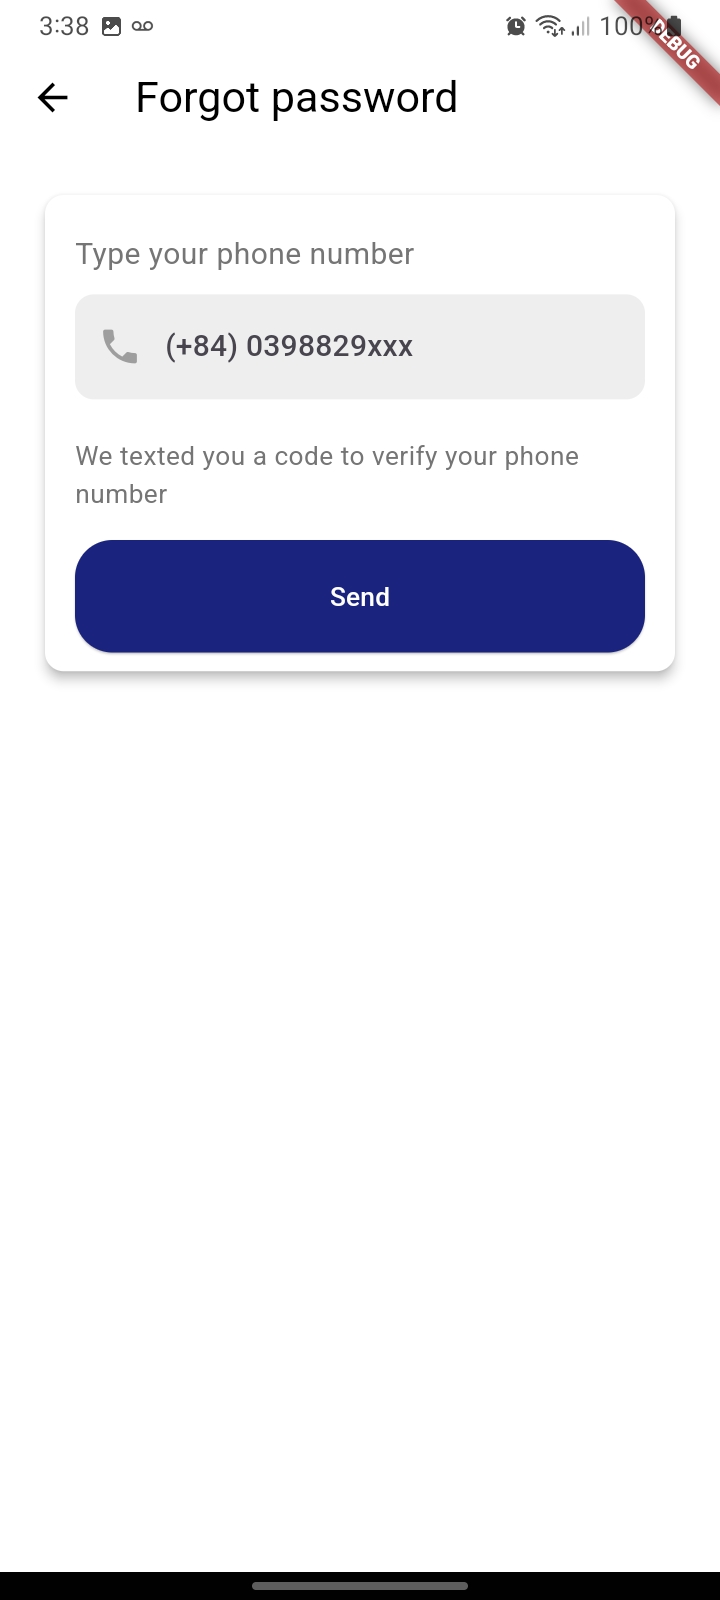 3:38 100%
DEBUG
Forgot password
Type your phone number
(+84) 0398829xxx
We texted you a code to verify your phone
number
Send